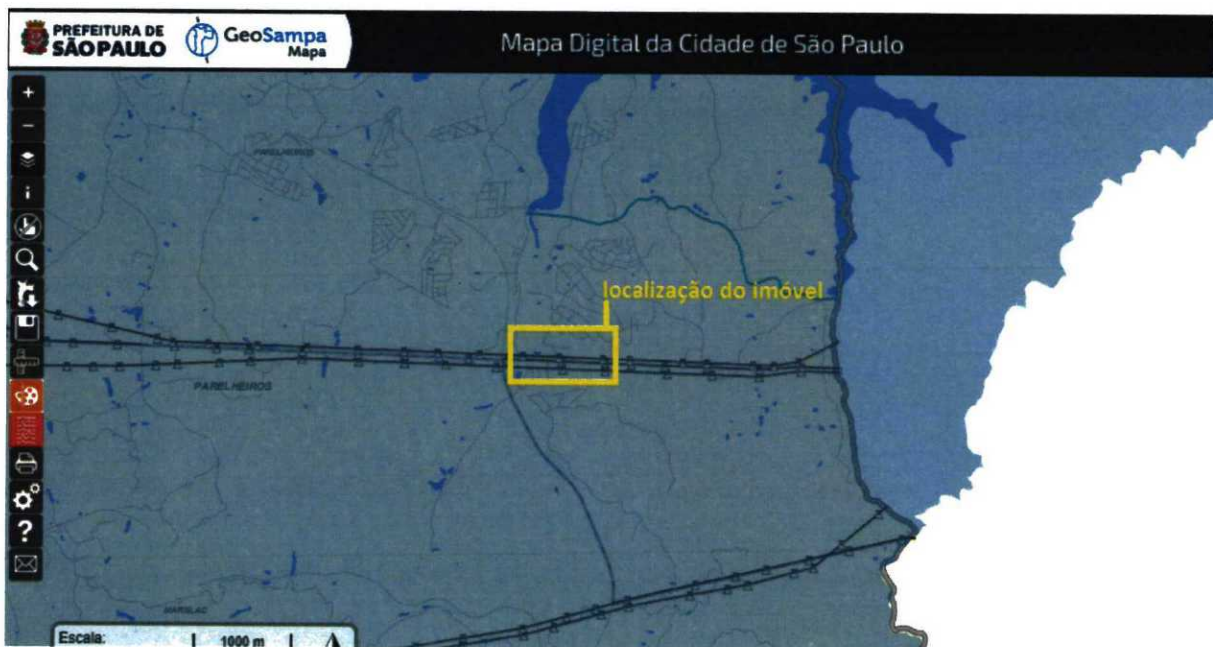 PREFEITURA DE
SÃO PAULO
GeoSampa
Mapa
Mapa Digital da Cidade de São Paulo
PARELHEIROS
localização do imóvel
PARELHEIROS
MARSILAC
Escala:
1000 m